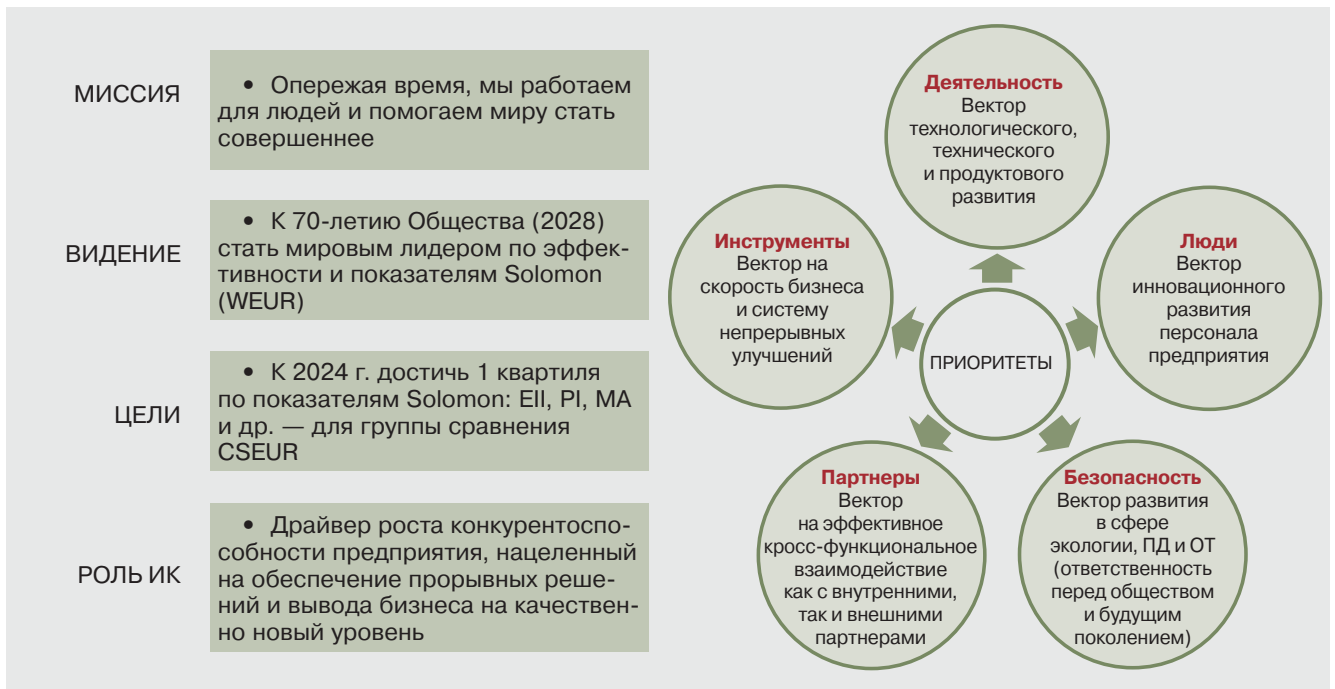 МИССИЯ
• Опережая время, мы работаем
для людей и помогаем миру стать
совершеннее
ВИДЕНИЕ
• К 70-летию Общества (2028)
стать мировым лидером по эффек-
тивности и показателям Solomon
(WEUR)
ЦЕЛИ
• К 2024 г. достичь 1 квартиля
по показателям Solomon: EII, PI, MA
и др. — для группы сравнения
CSEUR
РОЛЬ ИК
• Драйвер роста конкурентоспо-
собности предприятия, нацеленный
на обеспечение прорывных реше-
ний и вывода бизнеса на качествен-
но новый уровень
Деятельность
Вектор
технологического,
технического
и продуктового
развития
Инструменты
Вектор на
скорость бизнеса
и систему
непрерывных
улучшений
Люди
Вектор
инновационного
развития
персонала
предприятия
ПРИОРИТЕТЫ
Партнеры
Вектор
на эффективное
кросс-функциональное
взаимодействие
как с внутренними,
так и внешними
партнерами
Безопасность
Вектор развития
в сфере
экологии, ПД и ОТ
(ответственность
перед обществом
и будущим
поколением)